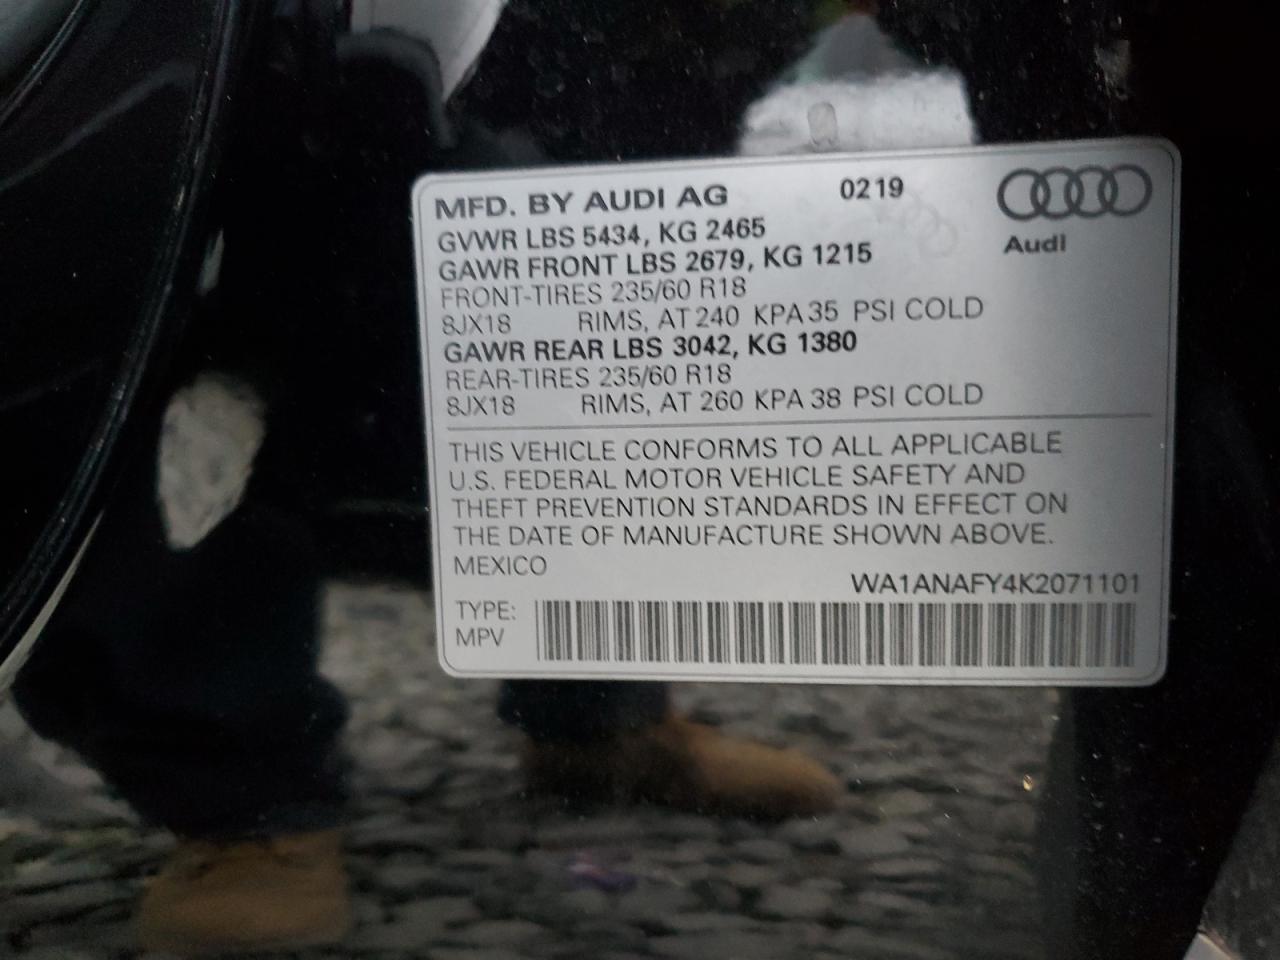 MFD. BY AUDI AG 0219
GVWR LBS 5434, KG 2465
GAWR FRONT LBS 2679, KG 1215
FRONT-TIRES 235/60 R18
8JX18 RIMS, AT 240 KPA 35 PSI COLD
GAWR REAR LBS 3042, KG 1380
REAR-TIRES 235/60 R18
8JX18 RIMS, AT 260 KPA 38 PSI COLD
Audi
THIS VEHICLE CONFORMS TO ALL APPLICABLE
U.S. FEDERAL MOTOR VEHICLE SAFETY AND
THEFT PREVENTION STANDARDS IN EFFECT ON
THE DATE OF MANUFACTURE SHOWN ABOVE.
MEXICO
WA1ANAFY4K2071101
TYPE:
MPV